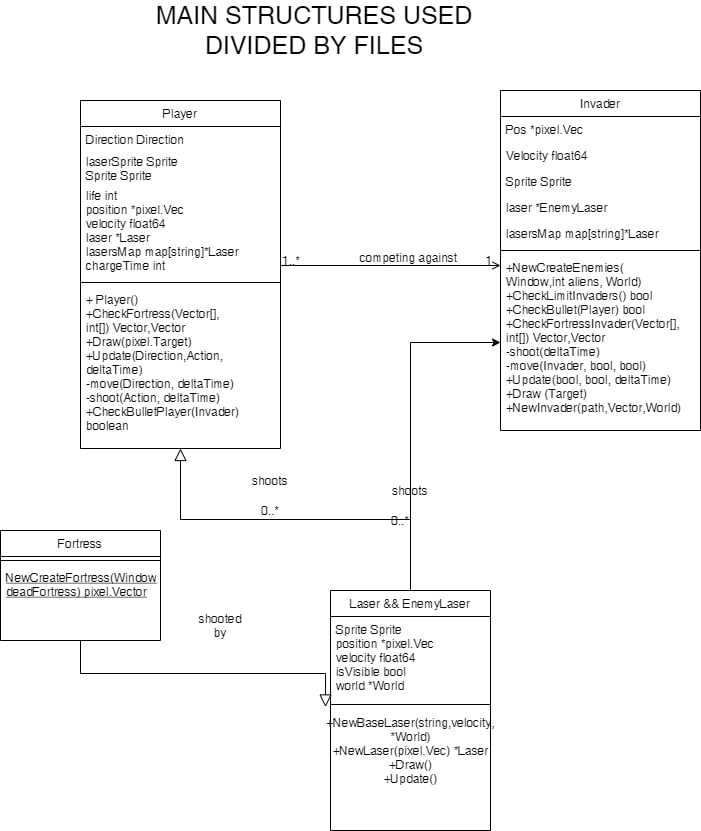 MAIN STRUCTURES USED
DIVIDED BY FILES
Player
Direction Direction
laserSprite Sprite
Sprite Sprite
life int
position *pixel.Vec
velocity float64
laser *Laser
lasersMap map[string]*Laser
chargeTime int
+ Player()
+CheckFortress(Vector[],
int[]) Vector,Vector
+Draw(pixel.Target)
+Update(Direction,Action,
deltaTime)
-move(Direction, deltaTime)
-shoot(Action, deltaTime)
+CheckBulletPlayer(Invader)
boolean
1..*
competing against
1
Invader
Pos *pixel.Vec
Velocity float64
Sprite Sprite
laser *EnemyLaser
lasersMap map[string]*Laser
+NewCreateEnemies(
Window,int aliens, World)
+CheckLimitInvaders() bool
+CheckBullet(Player) bool
+CheckFortressInvader(Vector[],
int[]) Vector,Vector
-shoot(deltaTime)
-move(Invader, bool, bool)
+Update(bool, bool, deltaTime)
+Draw (Target)
+NewInvader(path,Vector,World)
shoots
0..*
shoots
0..*
Fortress
NewCreateFortress(Window
deadFortress) pixel.Vector
shooted
by
Laser && EnemyLaser
Sprite Sprite
position *pixel.Vec
velocity float64
isVisible bool
world *World
+NewBaseLaser(string,velocity,
*World)
+NewLaser(pixel.Vec) *Laser
+Draw()
+Update()